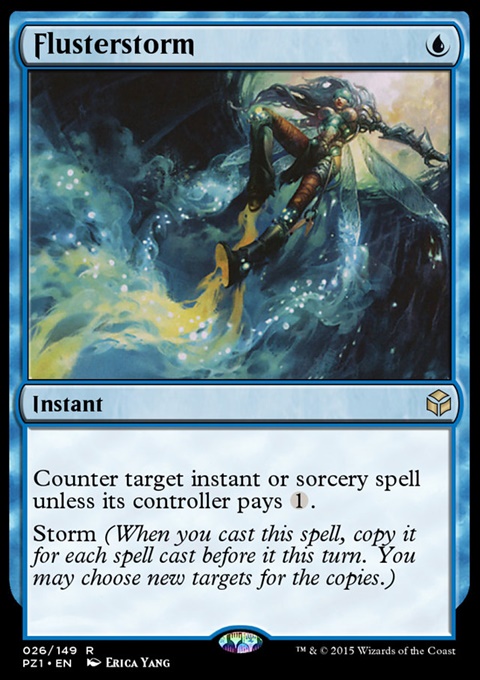 Flusterstorm
Instant
Counter target instant or sorcery spell
unless its controller pays 1.
Storm (When you cast this spell, copy it
for each spell cast before it this turn. You
may choose new targets for the copies.)
026/149 R
PZ1 • EN Erica Yang
™ & © 2015 Wizards of the Coast